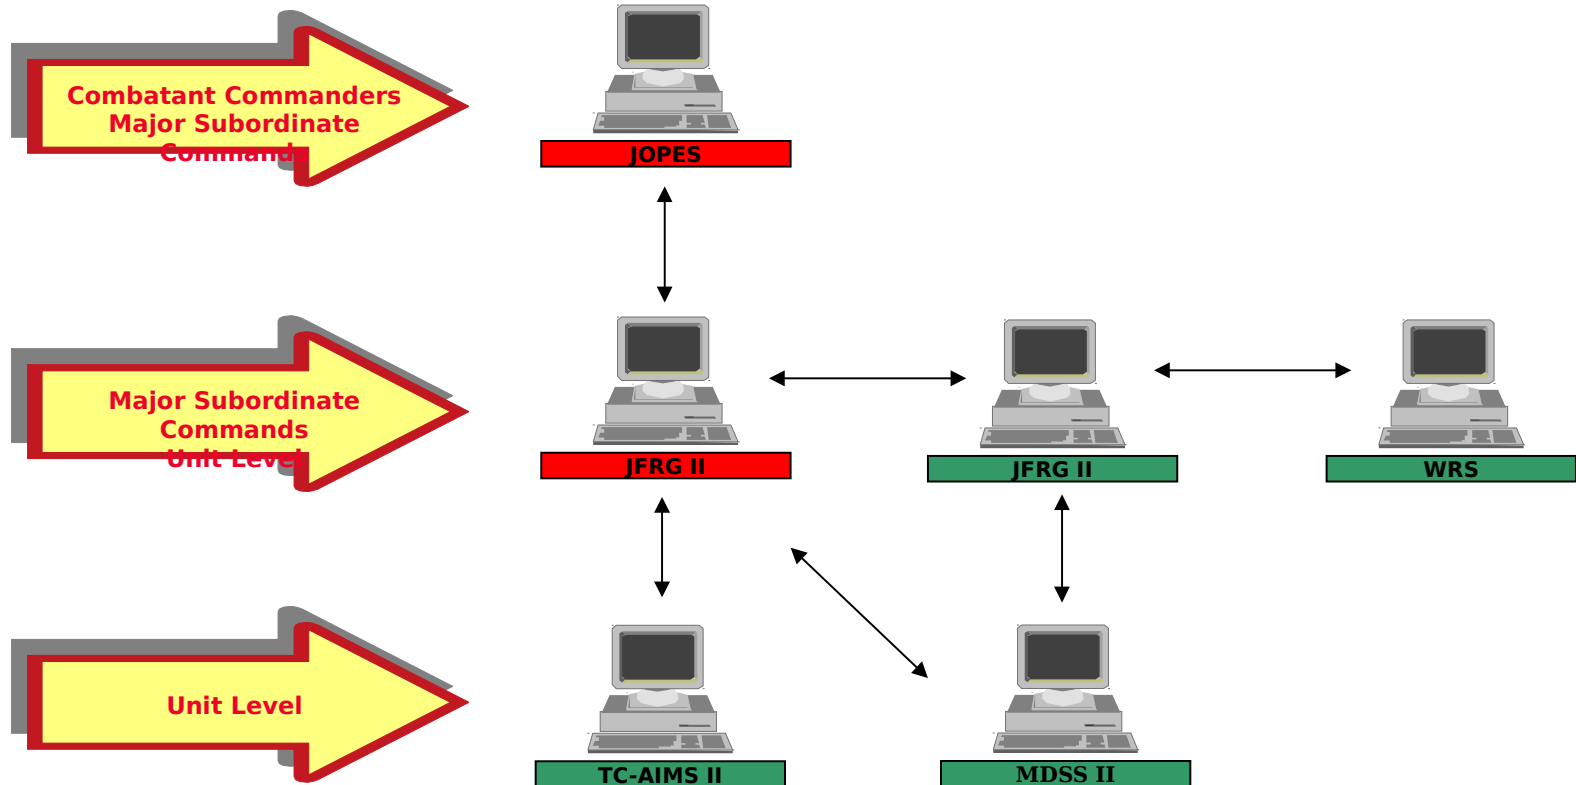 Combatant Commanders
Major Subordinate
Commands
JOPES
Major Subordinate
Commands
Unit Level
JFRG II
JFRG II
WRS
Unit Level
TC-AIMS II
MDSS II